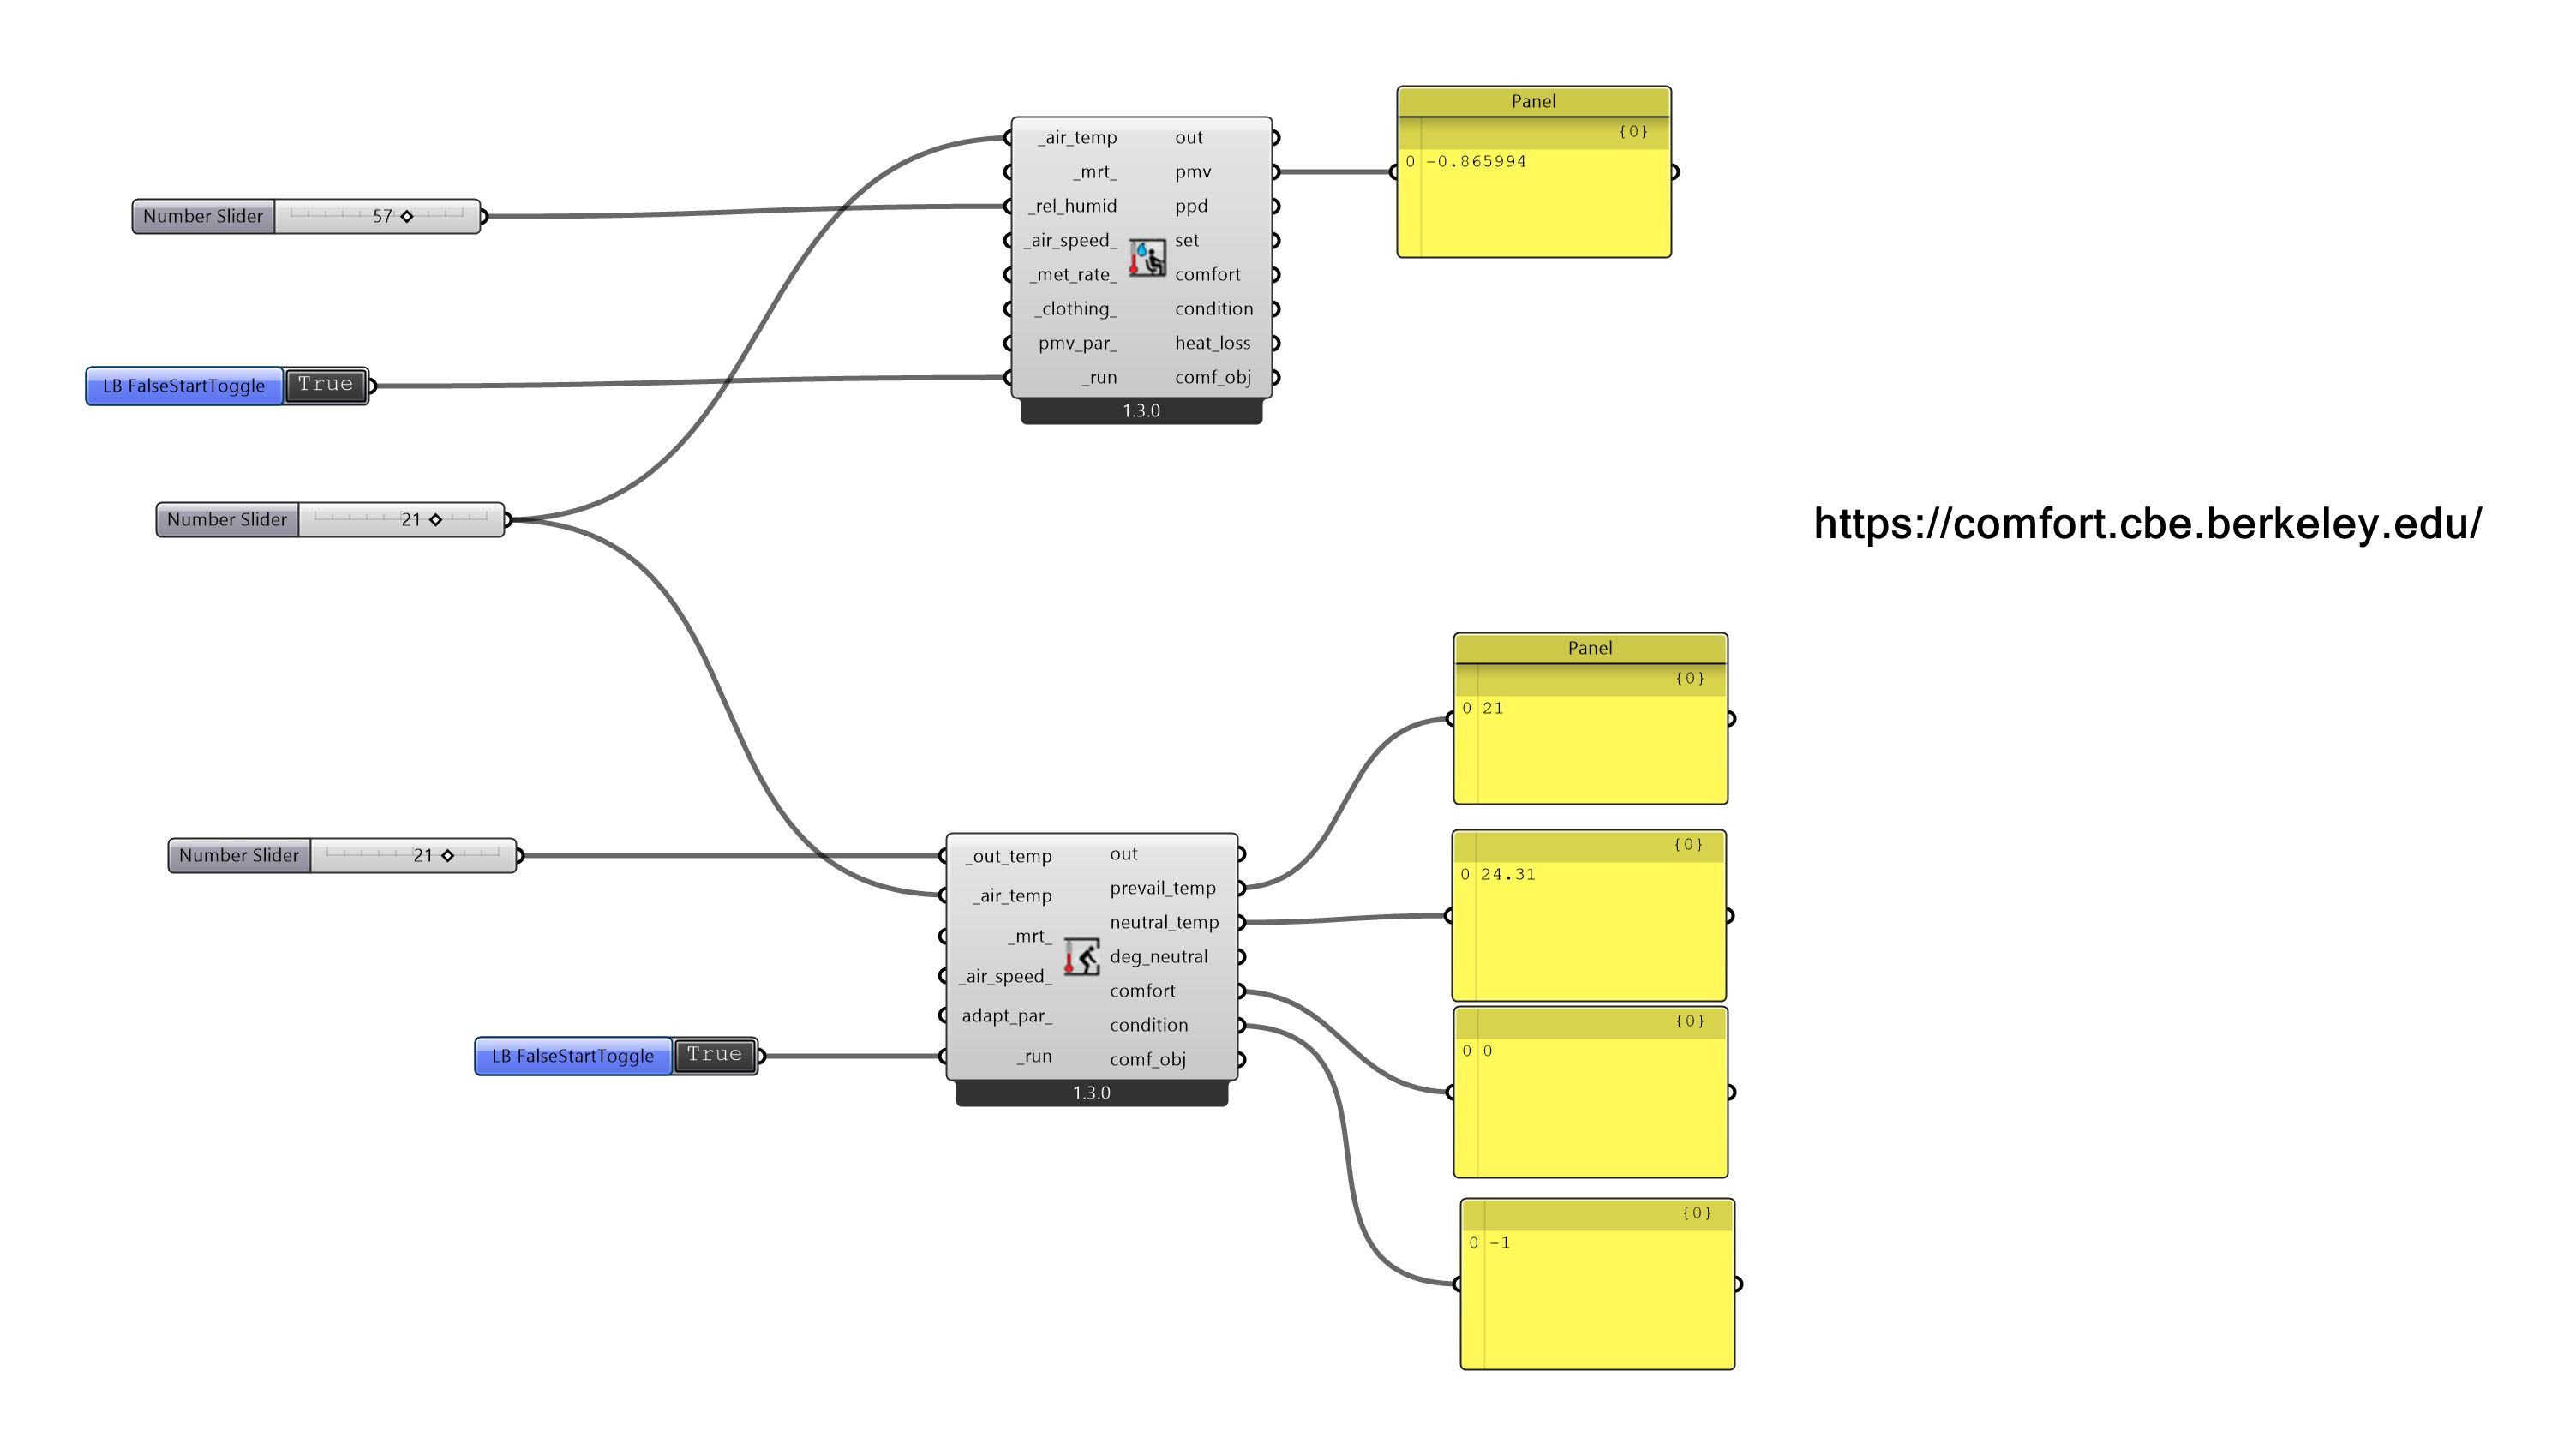 Panel
{0}
0 -0.865994
_air_temp out
_mrt_ pmv
_rel_humid ppd
_air_speed_ set
_met_rate_ comfort
_clothing_ condition
pmv_par_ heat_loss
_run comf_obj
1.3.0
Number Slider 57
LB FalseStartToggle True
Number Slider 21
https://comfort.cbe.berkeley.edu/
Panel
{0}
0 21
{0}
0 24.31
Number Slider 21
_out_temp out
_air_temp prevail_temp
_mrt_ neutral_temp
_air_speed_ deg_neutral
adapt_par_ comfort
_run condition
comf_obj
1.3.0
LB FalseStartToggle True
{0}
0 0
{0}
0 -1